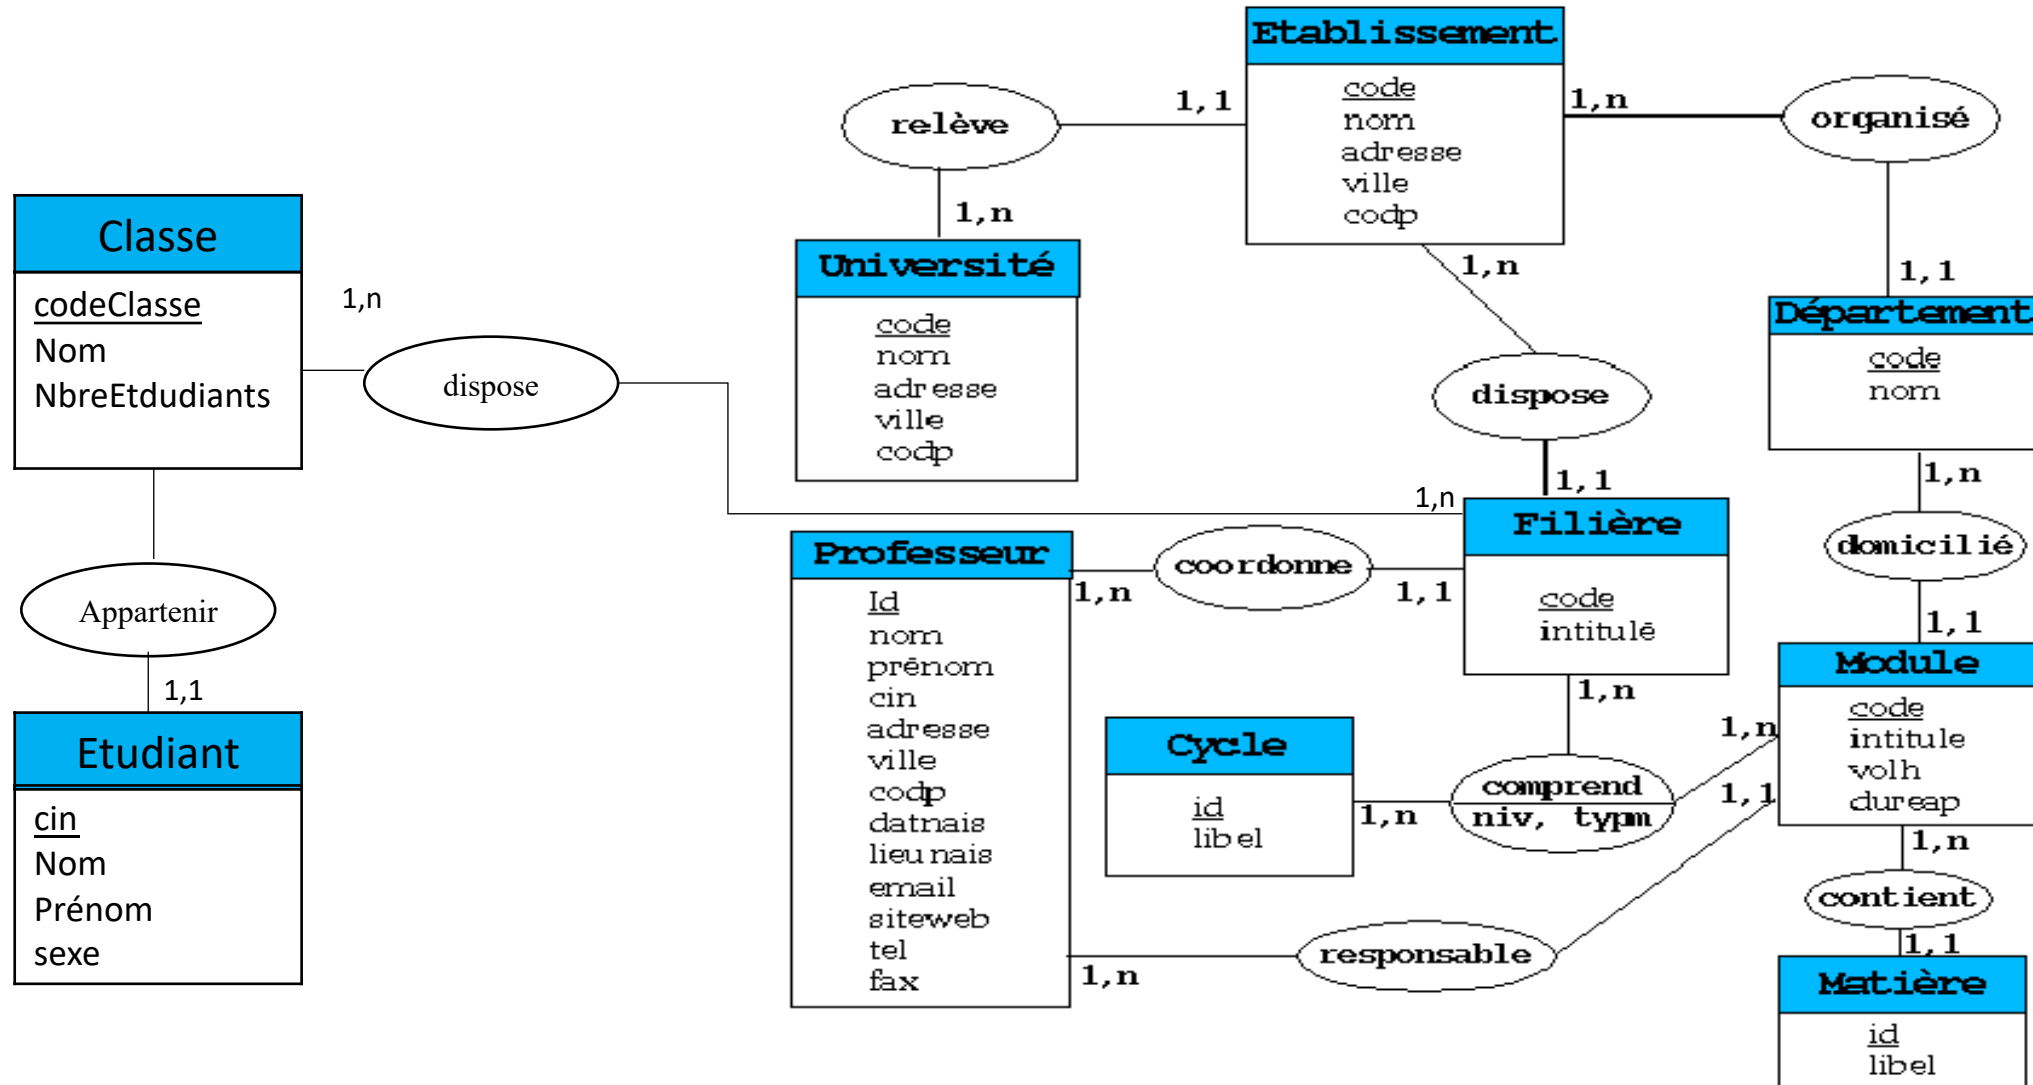 Etablissement
code
nom
adresse
ville
codp
1,1
1,n
relève
organisé
1,n
1,n
1,1
Classe
codeClasse
Nom
NbreEtdudiants
1,n
dispose
Université
code
nom
adresse
ville
codp
dispose
1,1
Département
code
nom
1,n
domicilié
1,1
1,n
Filière
code
intitulé
Professeur
Id
nom
prénom
cin
adresse
ville
codp
datnais
lieunais
email
siteweb
tel
fax
1,n
coordonne
1,1
Appartenir
1,1
Etudiant
cin
Nom
Prénom
sexe
Cycle
id
libel
1,n
1,n
comprend
niv, typm
1,n
1,1
Module
code
intitule
volh
dureap
1,n
contient
1,1
1,n
responsable
Matière
id
libel